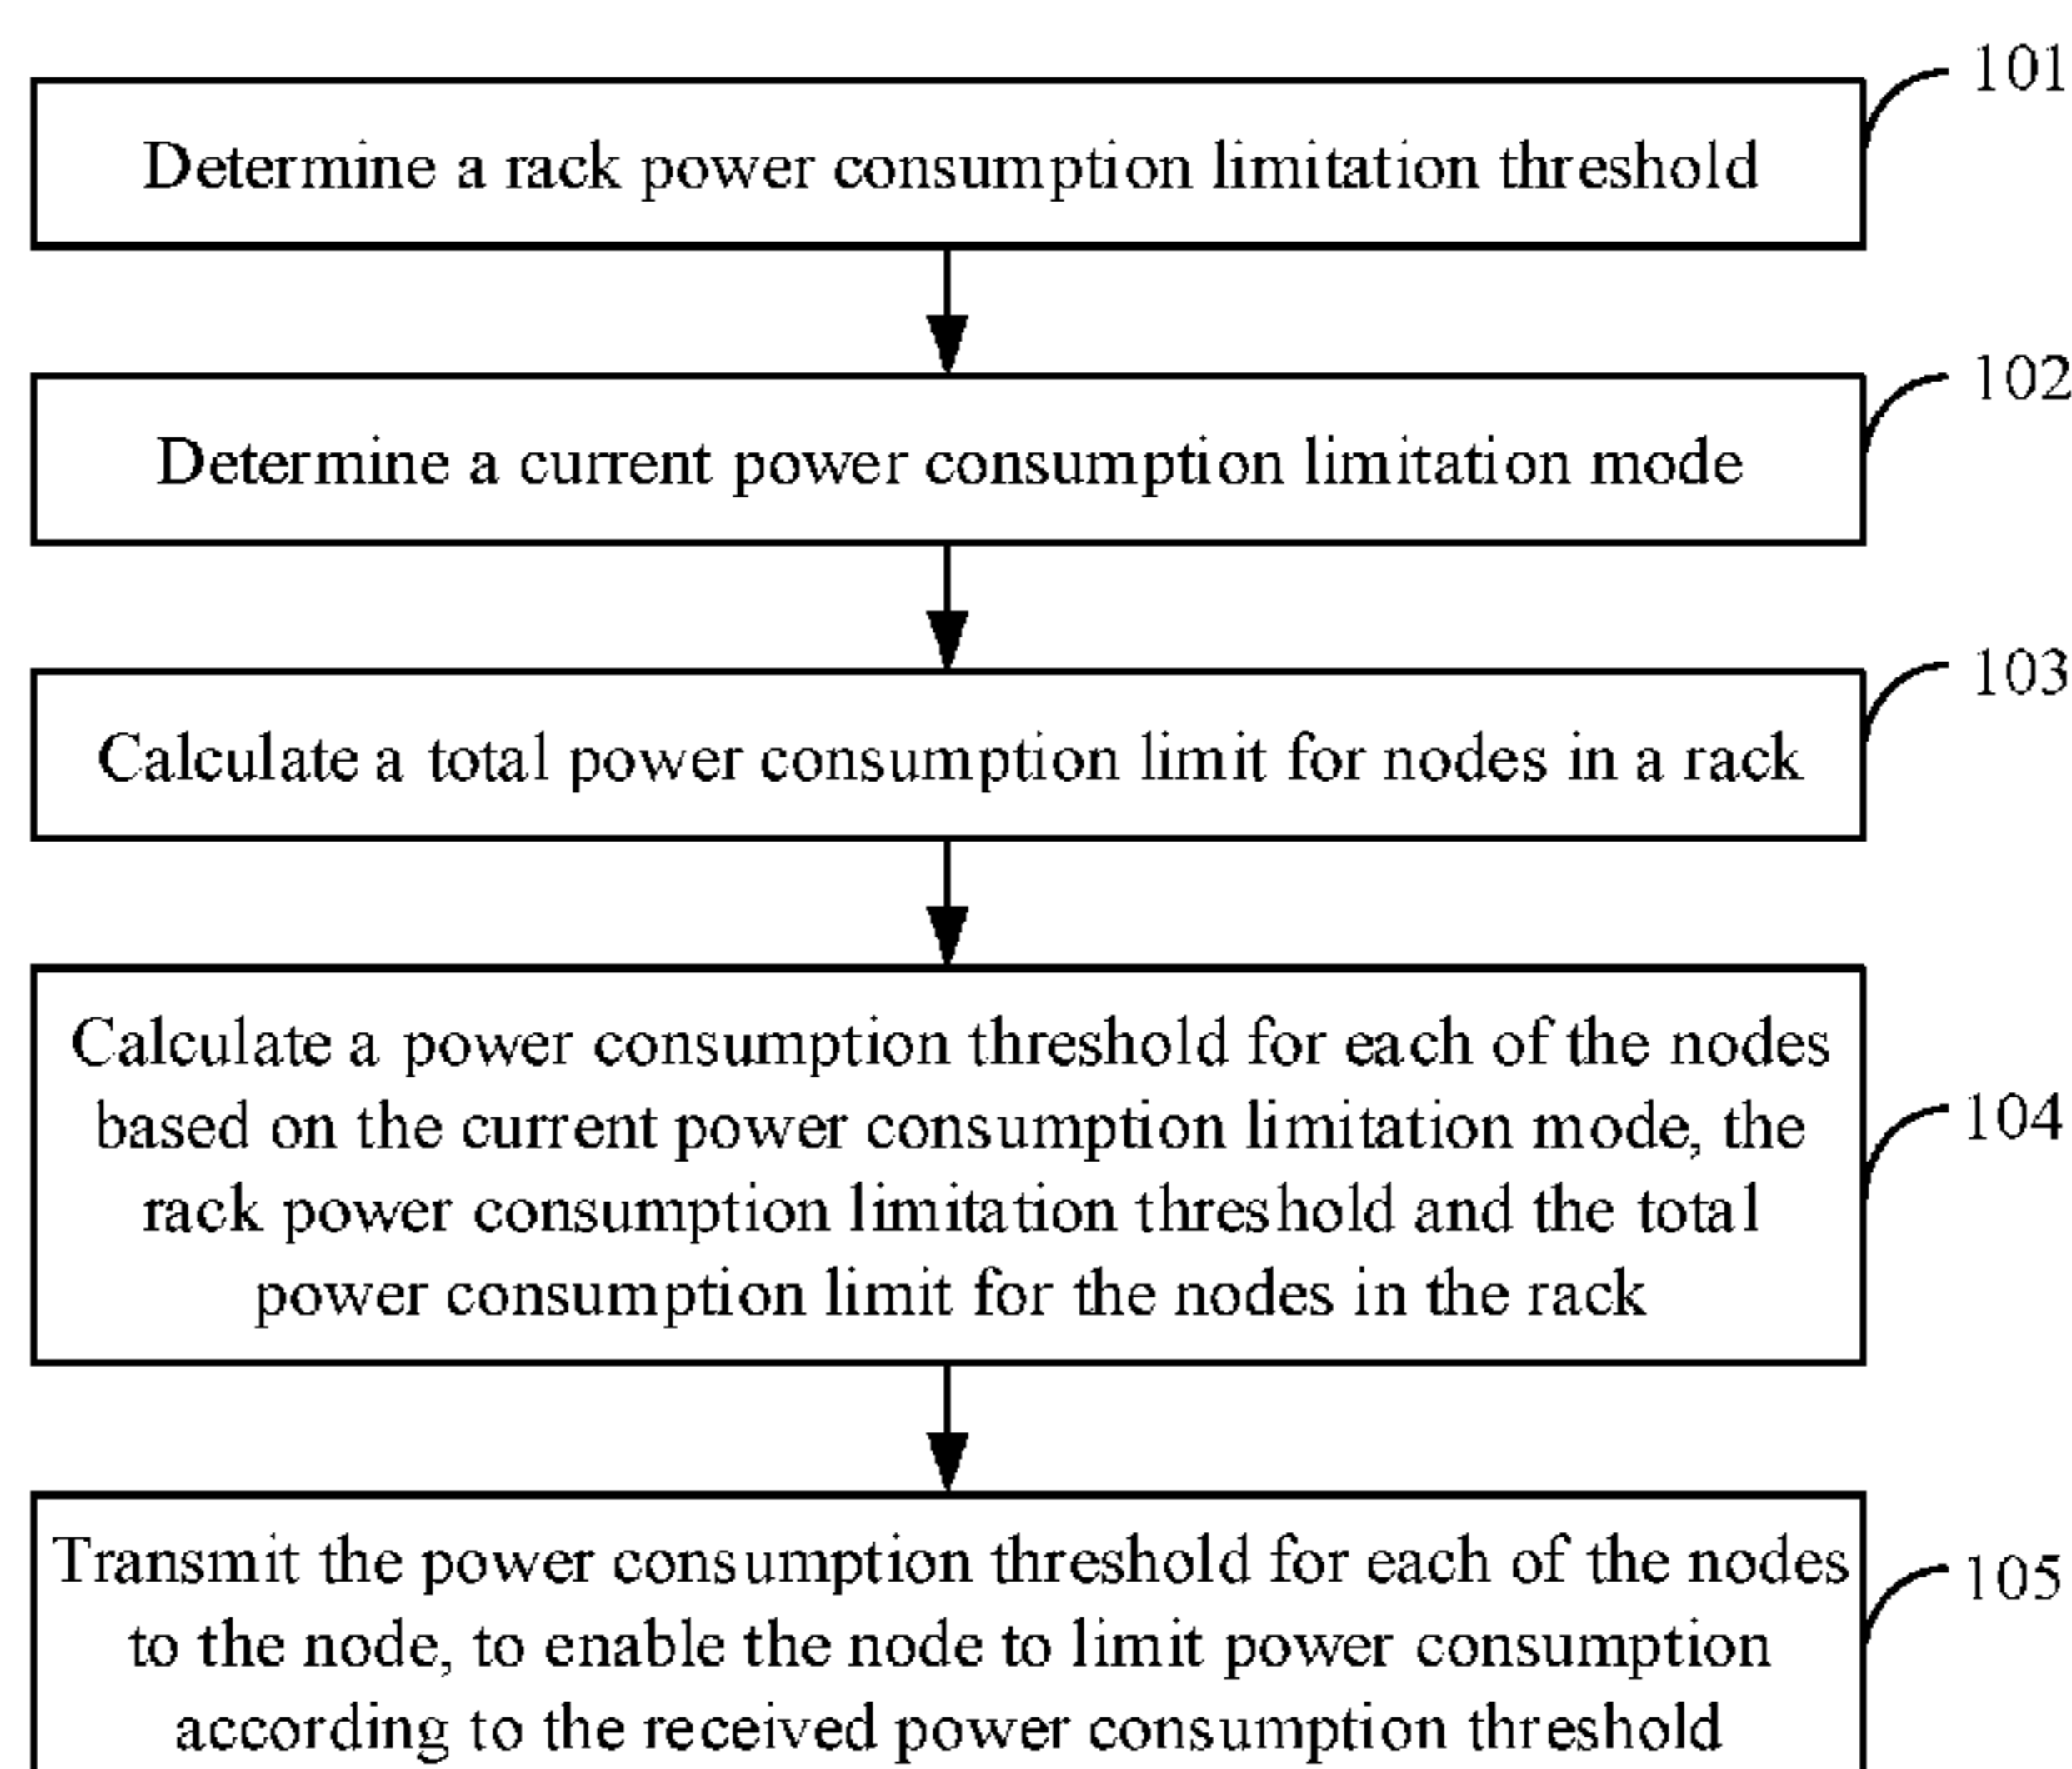 101
Determine a rack power consumption limitation threshold
102
Determine a current power consumption limitation mode
103
Calculate a total power consumption limit for nodes in a rack
Calculate a power consumption threshold for each of the nodes
based on the current power consumption limitation mode, the
104
rack power consumption limitation threshold and the total
power consumption limit for the nodes in the rack
Transmit the power consumption threshold for each of the nodes
105
to the node, to enable the node to limit power consumption
according to the received power consumption threshold